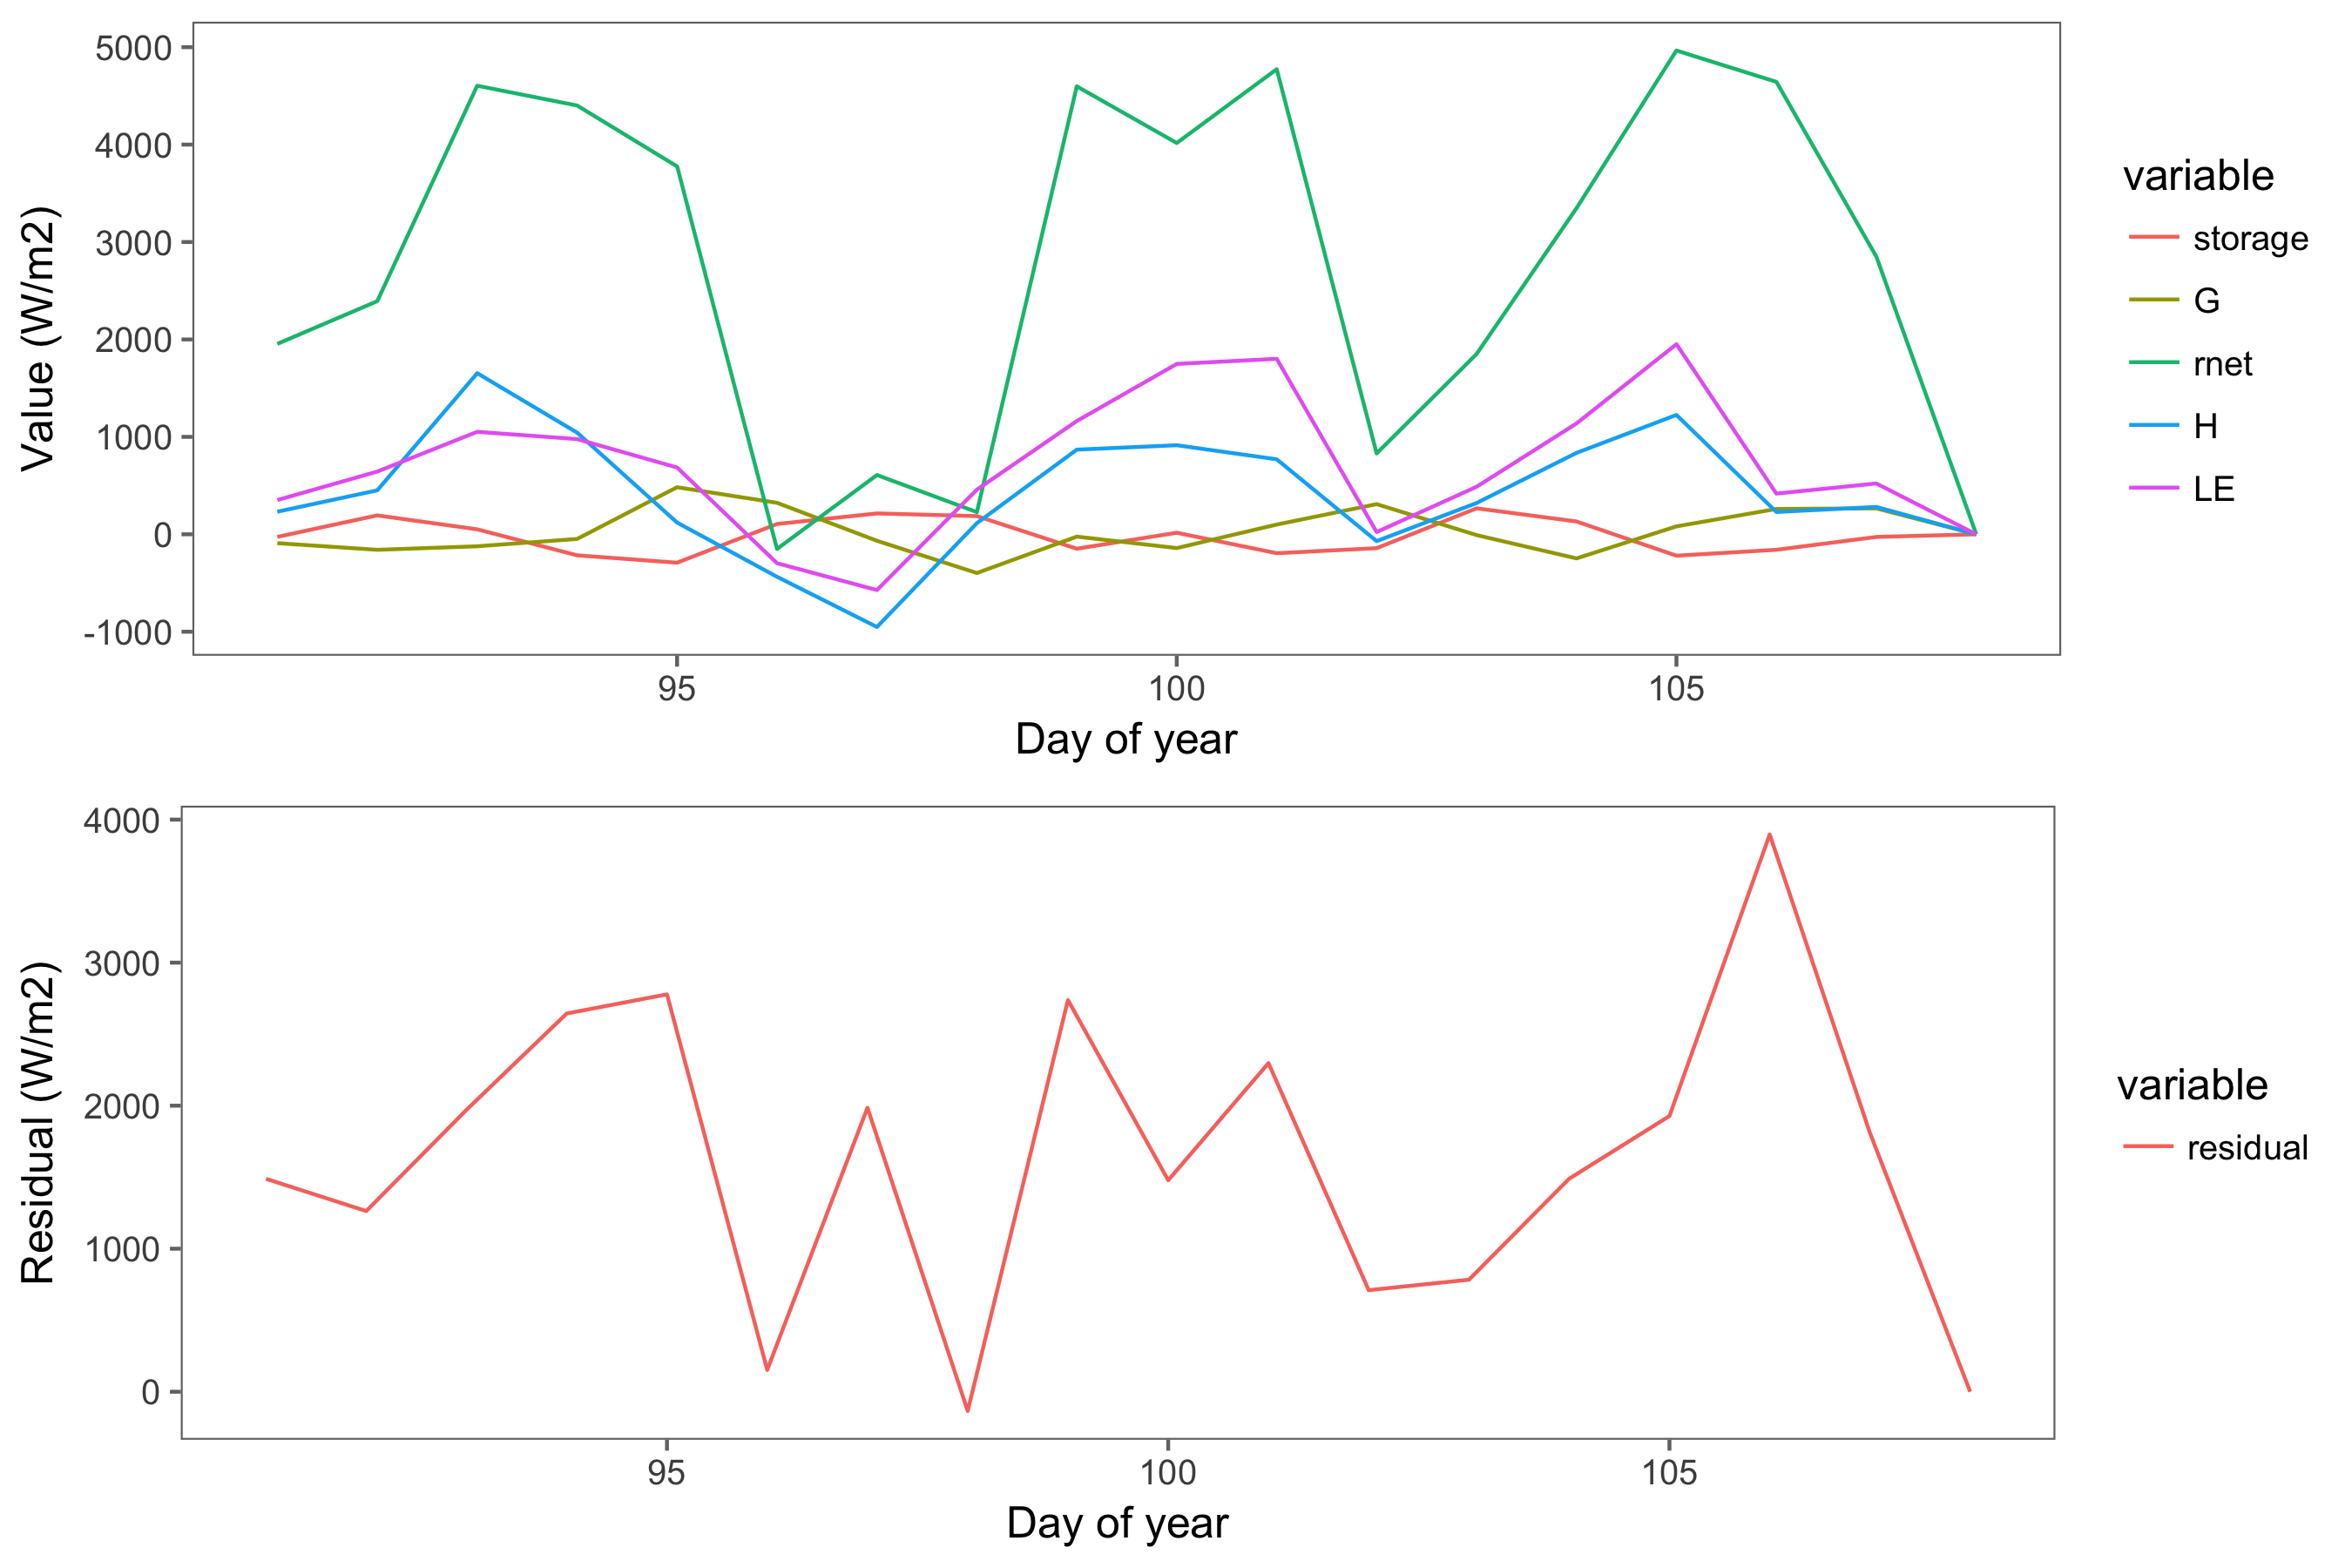 5000
4000
3000
2000
1000
0
-1000
Value (W/m2)
95 100 105
Day of year
variable
storage
G
rnet
H
LE
4000
3000
2000
1000
0
Residual (W/m2)
95 100 105
Day of year
variable
residual